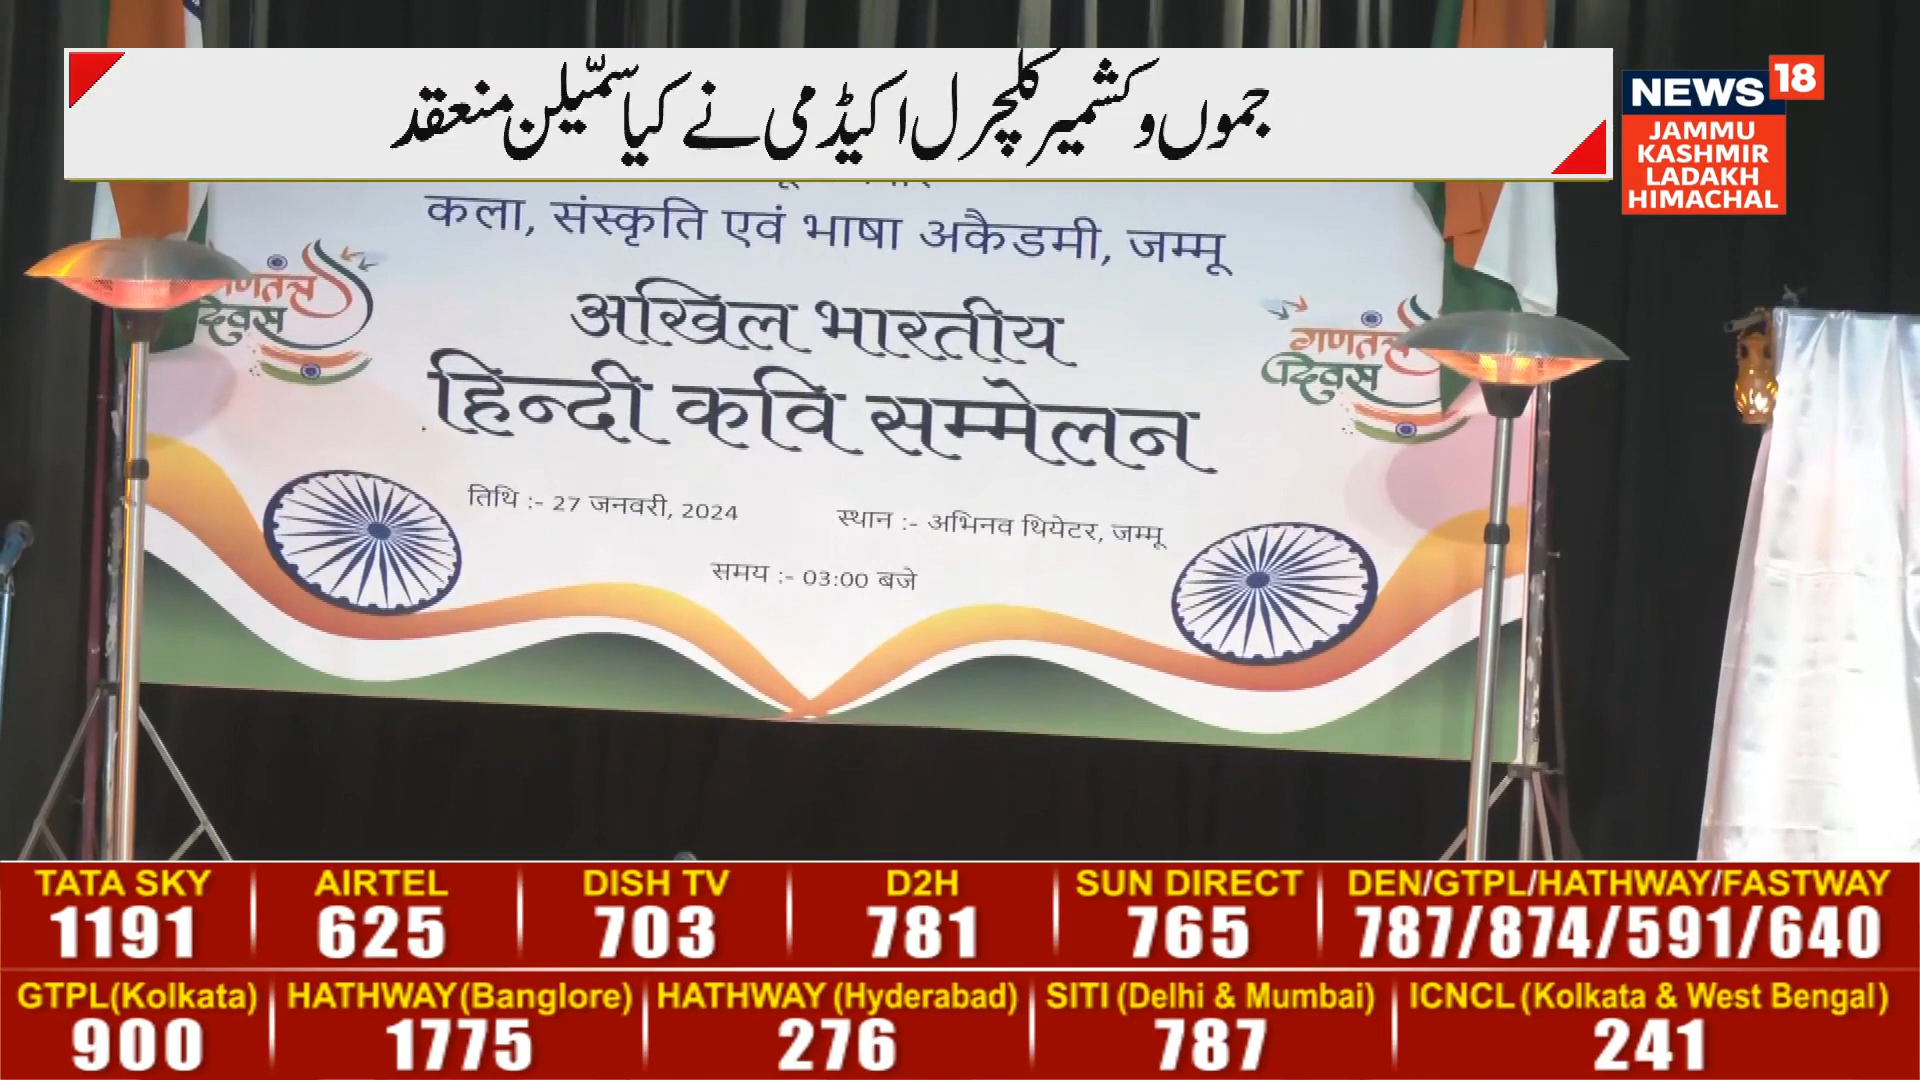 جموں و کشمیر کلچرل اکیڈمی نے کیا سمّیلن منعقد
NEWS 18
JAMMU
KASHMIR
LADAKH
HIMACHAL
कला, संस्कृति एवं भाषा अकैडमी, जम्मू
गणतंत्र
दिवस
अखिल भारतीय
गणतंत्र
दिवस
हिन्दी कवि सम्मेलन
तिथि :- 27 जनवरी, 2024 स्थान :- अभिनव थियेटर, जम्मू
समय :- 03:00 बजे
TATA SKY AIRTEL DISH TV D2H SUN DIRECT DEN/GTPL/HATHWAY/FASTWAY
1191 625 703 781 765 787/874/591/640
GTPL(Kolkata) HATHWAY(Banglore) HATHWAY (Hyderabad) SITI (Delhi & Mumbai) ICNCL (Kolkata & West Bengal)
900 1775 276 787 241